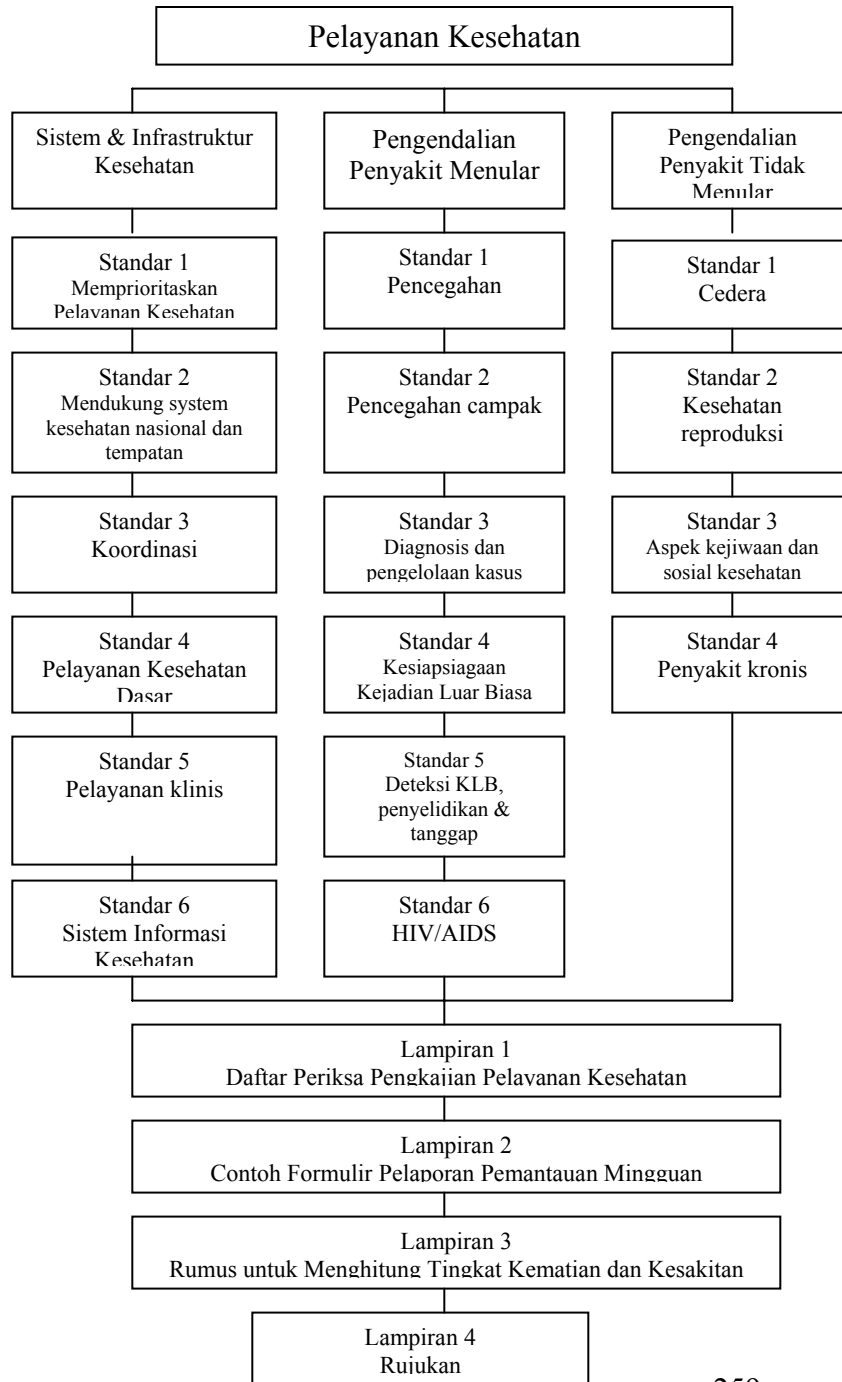 Pelayanan Kesehatan
Sistem & Infrastruktur
Kesehatan
Standar 1
Memprioritaskan
Pelayanan Kesehatan
Standar 2
Mendukung system
kesehatan nasional dan
tempatan
Standar 3
Koordinasi
Standar 4
Pelayanan Kesehatan
Dasar
Standar 5
Pelayanan klinis
Standar 6
Sistem Informasi
Kesehatan
Pengendalian
Penyakit Menular
Standar 1
Pencegahan
Standar 2
Pencegahan campak
Standar 3
Diagnosis dan
pengelolaan kasus
Standar 4
Kesiapsiagaan
Kejadian Luar Biasa
Standar 5
Deteksi KLB,
penyelidikan &
tanggap
Standar 6
HIV/AIDS
Pengendalian
Penyakit Tidak
Menular
Standar 1
Cedera
Standar 2
Kesehatan
reproduksi
Standar 3
Aspek kejiwaan dan
sosial kesehatan
Standar 4
Penyakit kronis
Lampiran 1
Daftar Periksa Pengkajian Pelayanan Kesehatan
Lampiran 2
Contoh Formulir Pelaporan Pemantauan Mingguan
Lampiran 3
Rumus untuk Menghitung Tingkat Kematian dan Kesakitan
Lampiran 4
Rujukan